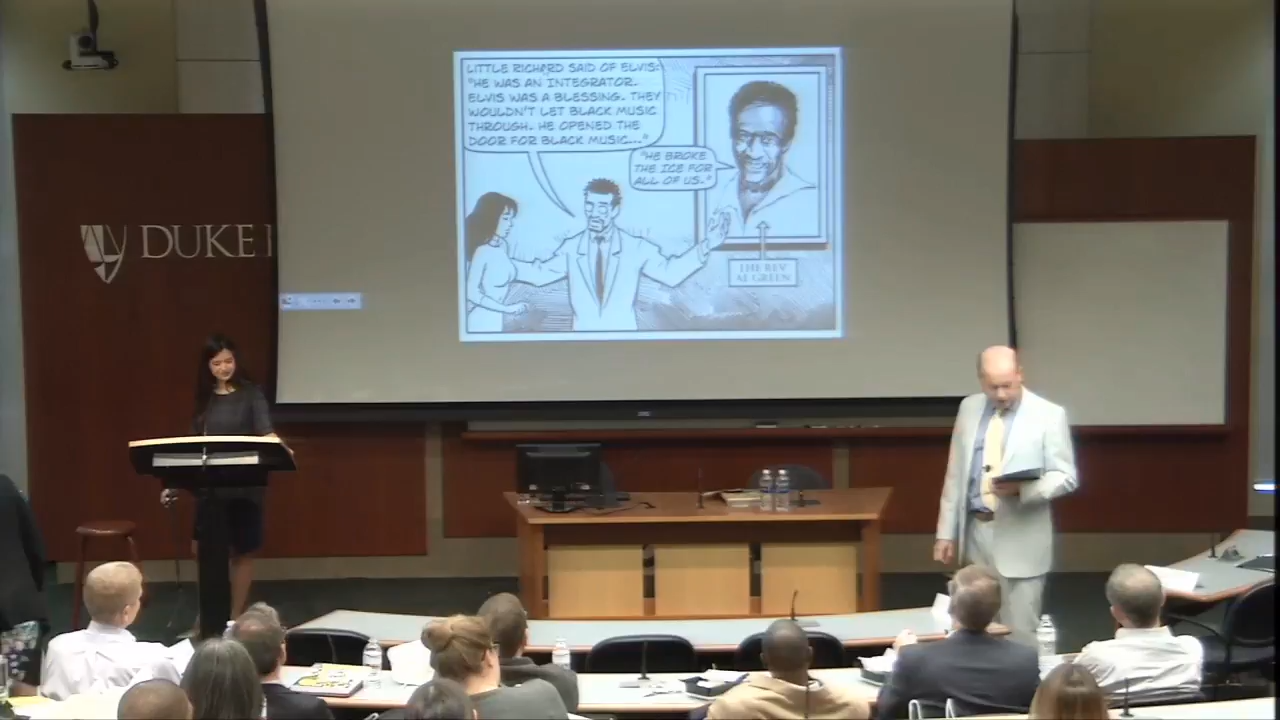 LITTLE RICHARD SAID OF ELVIS:
"HE WAS AN INTEGRATOR.
ELVIS WAS A BLESSING. THEY
WOULDN'T LET BLACK MUSIC
THROUGH. HE OPENED THE
DOOR FOR BLACK MUSIC..."
"HE BROKE
THE ICE FOR
ALL OF US."
THE REV.
AL GREEN
DUKE